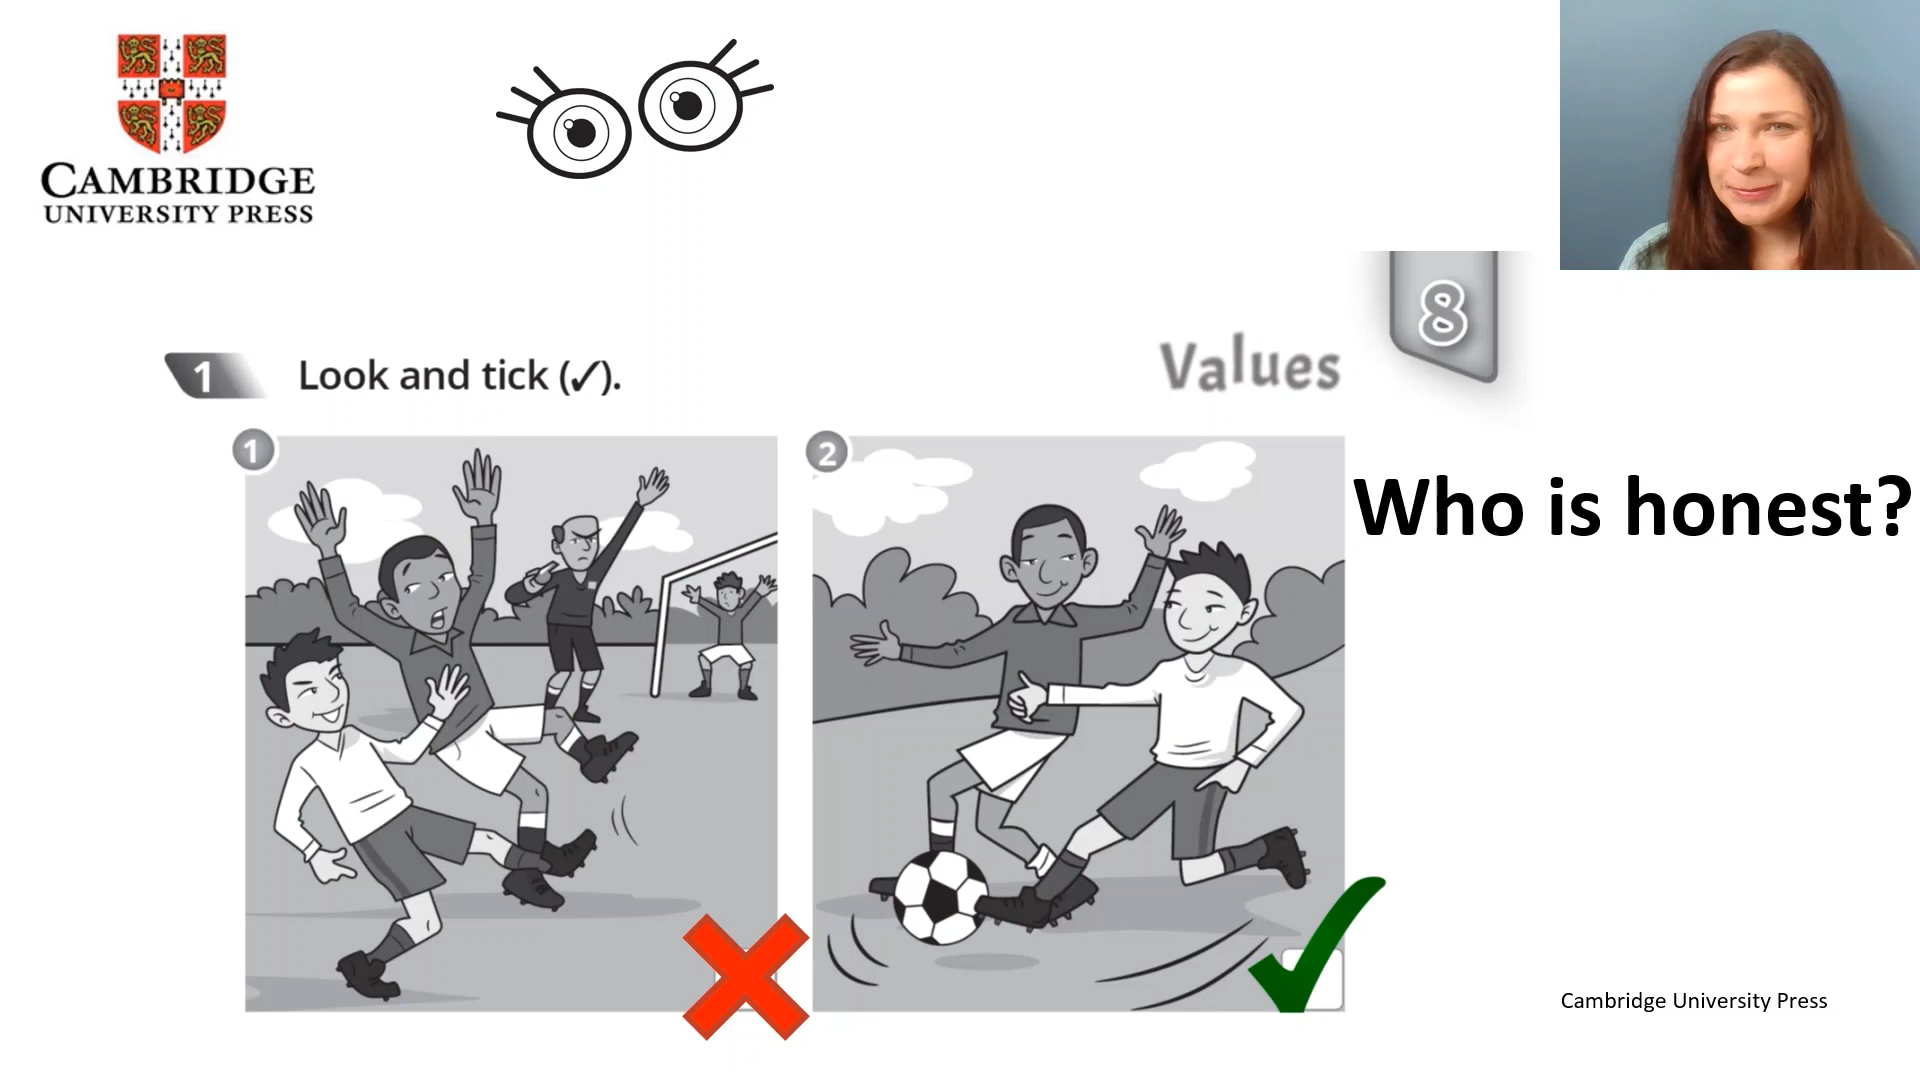 CAMBRIDGE
UNIVERSITY PRESS
8
1 Look and tick (✓).
Values
1
2
Who is honest?
Cambridge University Press